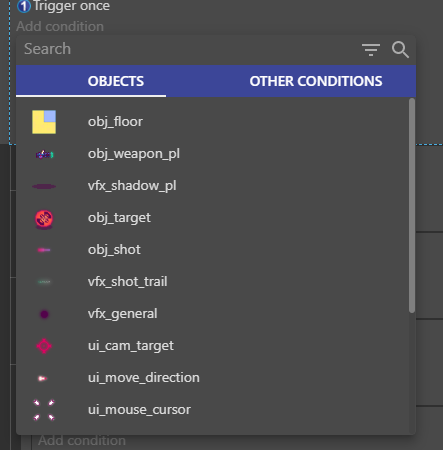 Trigger once
Add condition
Search
OBJECTS OTHER CONDITIONS
obj_floor
obj_weapon_pl
vfx_shadow_pl
obj_target
obj_shot
vfx_shot_trail
vfx_general
ui_cam_target
ui_move_direction
ui_mouse_cursor
Add condition